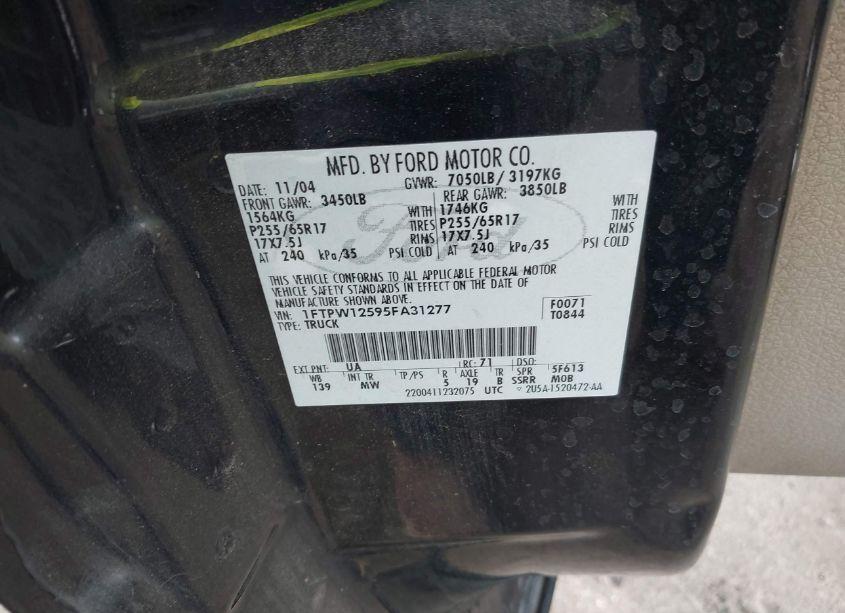 MFD. BY FORD MOTOR CO.
DATE: 11/04 GVWR: 7050LB/ 3197KG
FRONT GAWR: 3450LB REAR GAWR: 3850LB
1564KG WITH 1746KG WITH
P255/65R17 TIRES P255/65R17 TIRES
17X7.5J RIMS 17X7.5J RIMS
AT 240 kPa/35 PSI COLD AT 240 kPa/35 PSI COLD
THIS VEHICLE CONFORMS TO ALL APPLICABLE FEDERAL MOTOR
VEHICLE SAFETY STANDARDS IN EFFECT ON THE DATE OF
MANUFACTURE SHOWN ABOVE.
VIN: 1FTPW12595FA31277 F0071
TYPE: TRUCK T0844
EXT PNT: UA RC: 71 DSO:
WB INT TR TP/PS R AXLE TR SPR 5F613
139 MW 5 19 B SSRR MOB
2200411232075 UTC 2U5A-1520472-AA
Ford